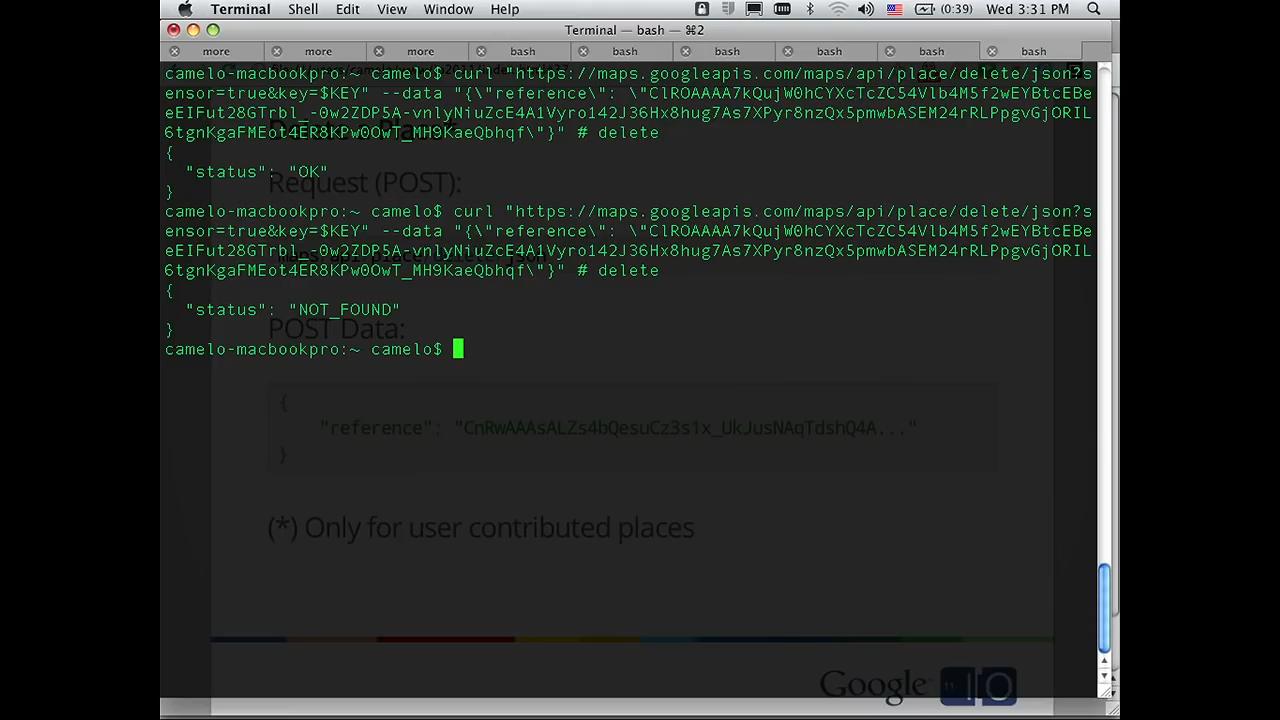 Terminal Shell Edit View Window Help (0:39) Wed 3:31 PM
Terminal — bash — ⌘2
more more more bash bash bash bash bash bash
camelo-macbookpro:~ camelo$ curl "https://maps.googleapis.com/maps/api/place/delete/json?s
ensor=true&key=$KEY" --data "{\"reference\": \"ClROAAAA7kQujW0hCYXcTcZC54Vlb4M5f2wEYBtcEBe
eEIFut28GTrbl_-0w2ZDP5A-vnlyNiuZcE4A1Vyro142J36Hx8hug7As7XPyr8nzQx5pmwbASEM24rRLPpgvGjORIL
6tgnKgaFMEot4ER8KPw0OwT_MH9KaeQbhqf\"}" # delete
{
"status": "OK"
}
Request (POST):
camelo-macbookpro:~ camelo$ curl "https://maps.googleapis.com/maps/api/place/delete/json?s
ensor=true&key=$KEY" --data "{\"reference\": \"ClROAAAA7kQujW0hCYXcTcZC54Vlb4M5f2wEYBtcEBe
eEIFut28GTrbl_-0w2ZDP5A-vnlyNiuZcE4A1Vyro142J36Hx8hug7As7XPyr8nzQx5pmwbASEM24rRLPpgvGjORIL
6tgnKgaFMEot4ER8KPw0OwT_MH9KaeQbhqf\"}" # delete
{
"status": "NOT_FOUND"
}
POST Data:
camelo-macbookpro:~ camelo$
{
"reference": "CnRwAAAsALZs4bQesuCz3s1x_UkJusNAqTdshQ4A..."
}
(*) Only for user contributed places
Google 11 IO